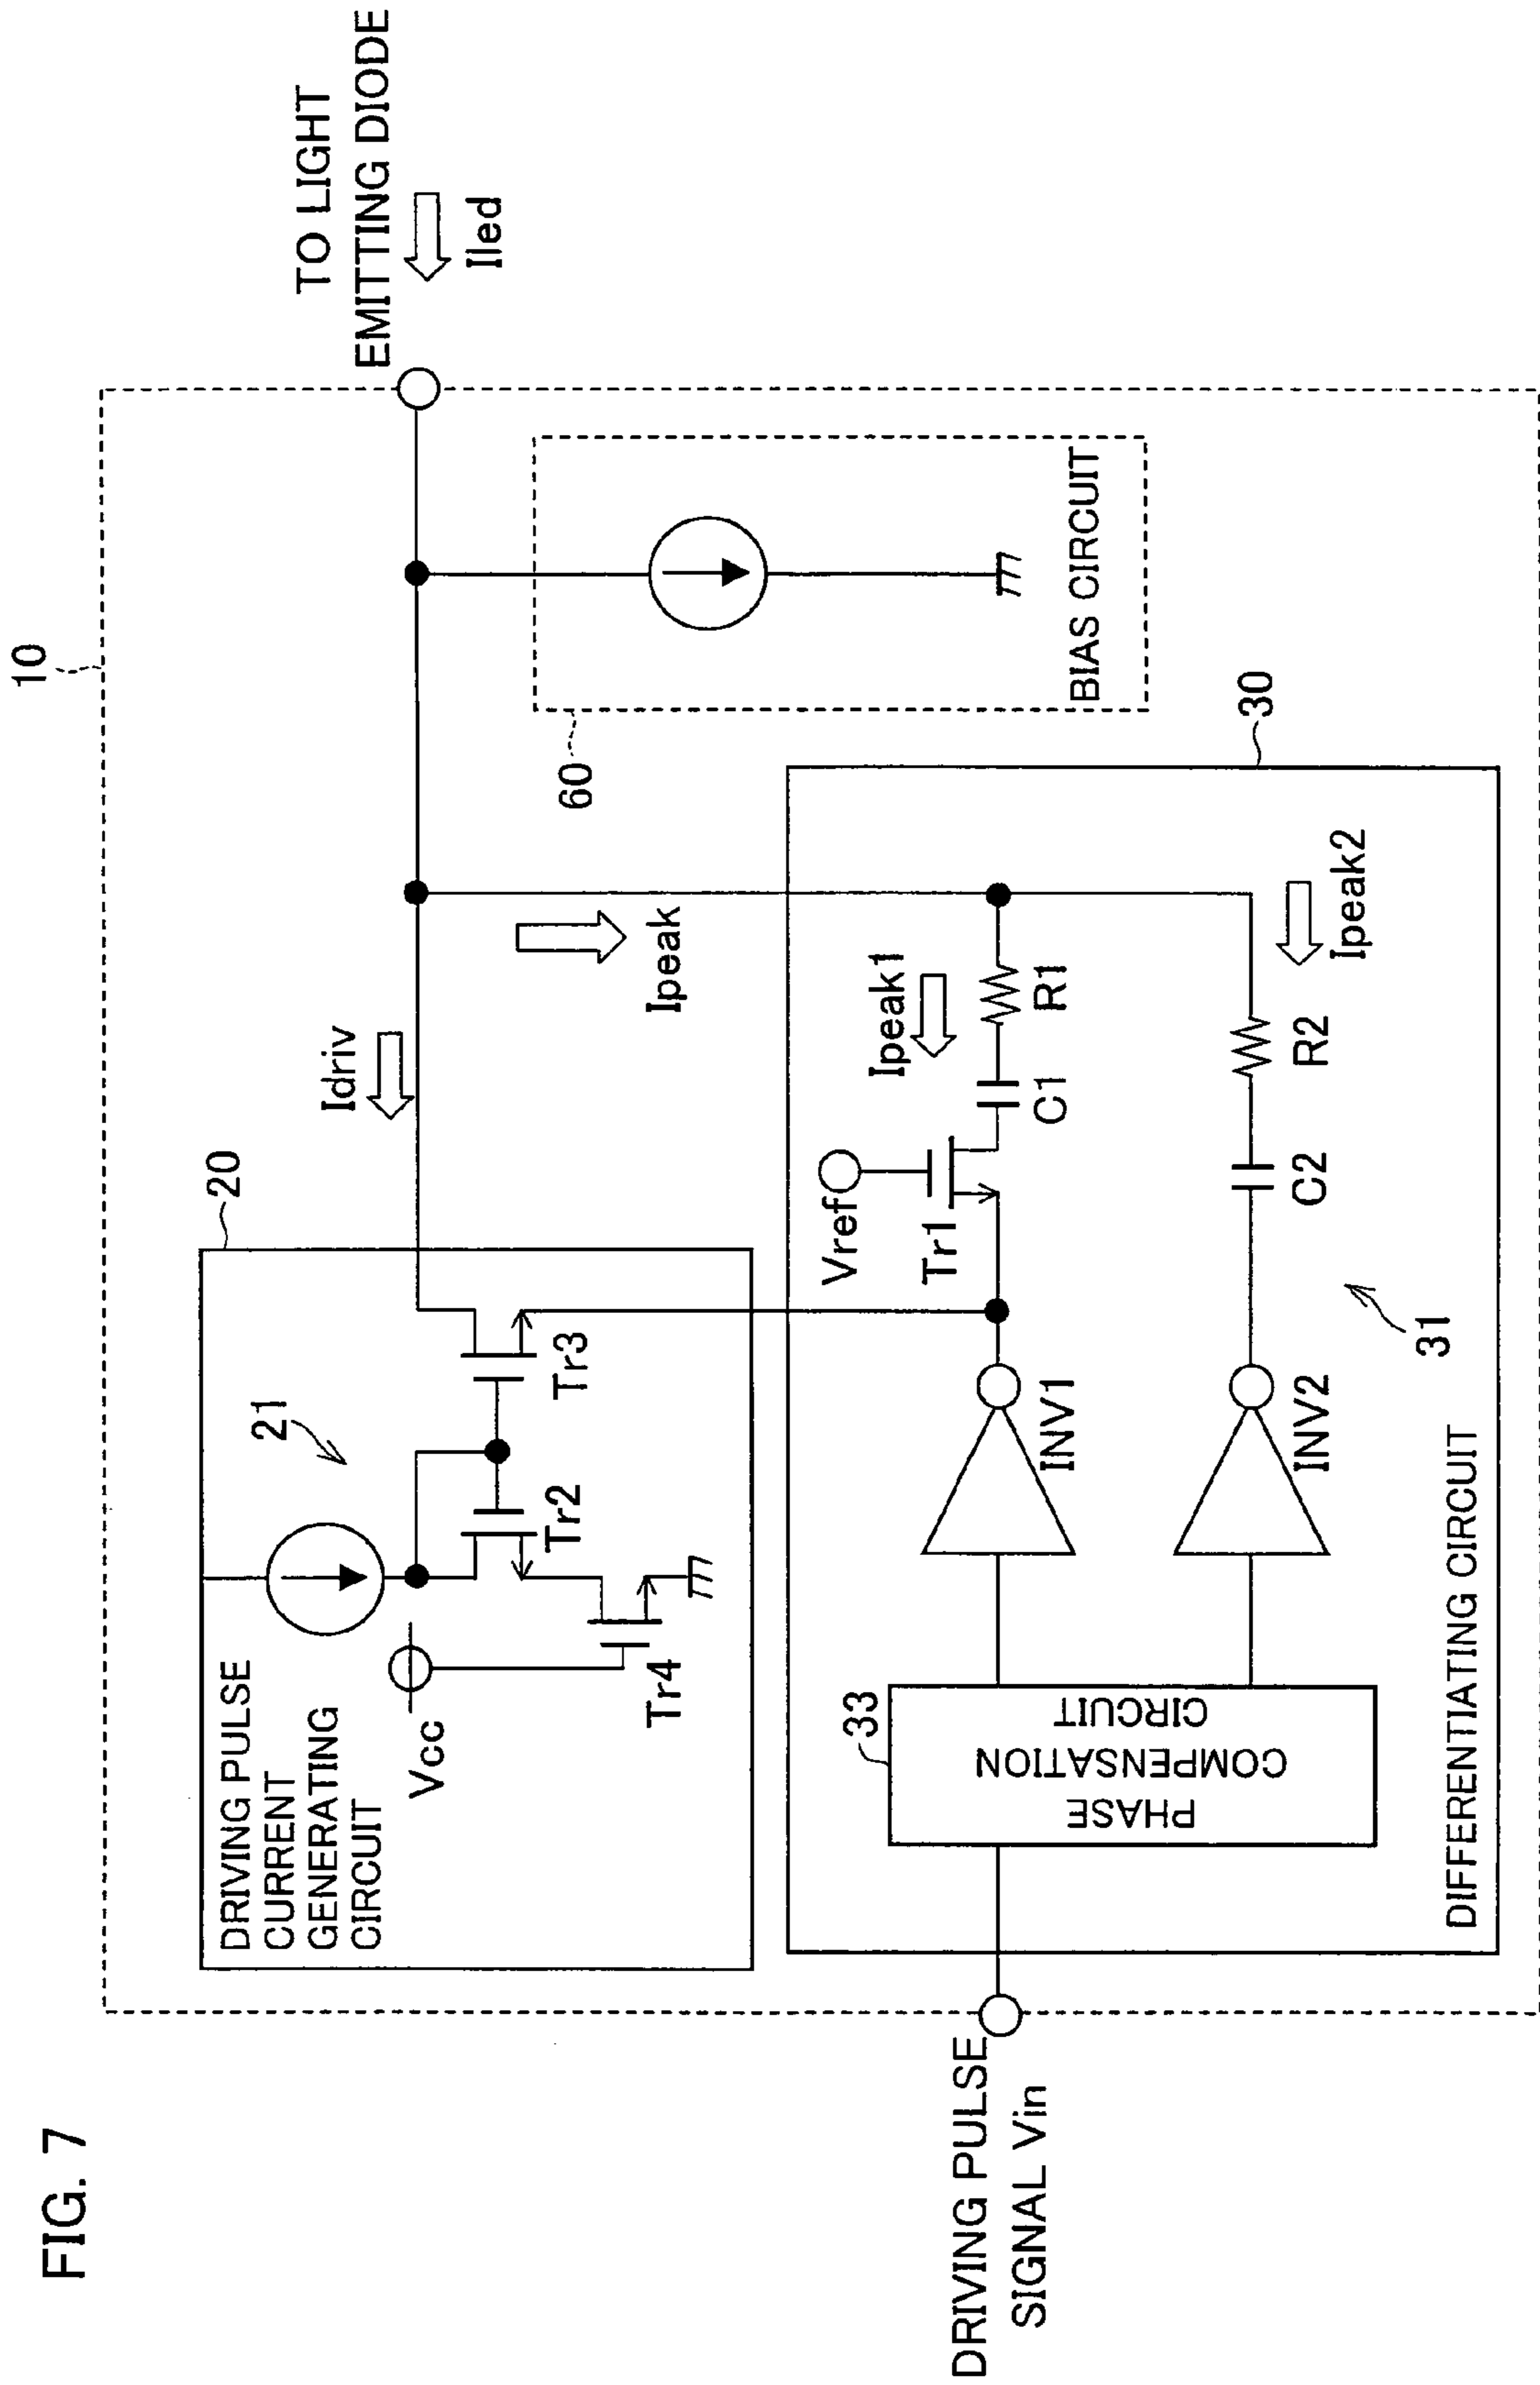 FIG. 7
10
TO LIGHT
EMITTING DIODE
Iled
20
DRIVING PULSE
CURRENT
GENERATING
CIRCUIT
21
Vcc
Tr2
Tr3
Tr4
Idriv
Ipeak
60
BIAS CIRCUIT
30
Vref
Tr1
Ipeak1
C1
R1
Ipeak2
C2
R2
31
INV1
INV2
33
PHASE
COMPENSATION
CIRCUIT
DIFFERENTIATING CIRCUIT
DRIVING PULSE
SIGNAL Vin